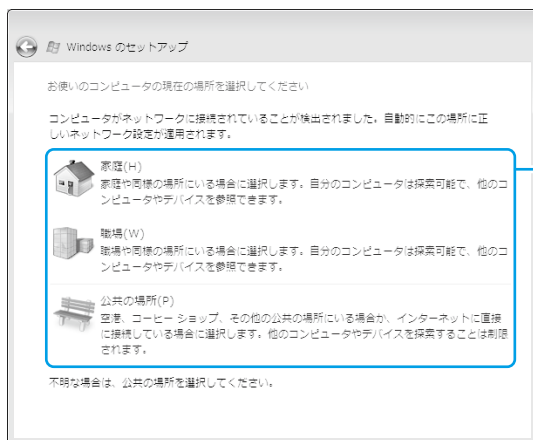 Windows のセットアップ
お使いのコンピュータの現在の場所を選択してください
コンピュータがネットワークに接続されていることが検出されました。自動的にこの場所に正
しいネットワーク設定が適用されます。
家庭(H)
家庭や同様の場所にいる場合に選択します。自分のコンピュータは探索可能で、他のコ
ンピュータやデバイスを参照できます。
職場(W)
職場や同様の場所にいる場合に選択します。自分のコンピュータは探索可能で、他のコ
ンピュータやデバイスを参照できます。
公共の場所(P)
空港、コーヒー ショップ、その他の公共の場所にいる場合か、インターネットに直接
に接続している場合に選択します。他のコンピュータやデバイスを探索することは制限
されます。
不明な場合は、公共の場所を選択してください。